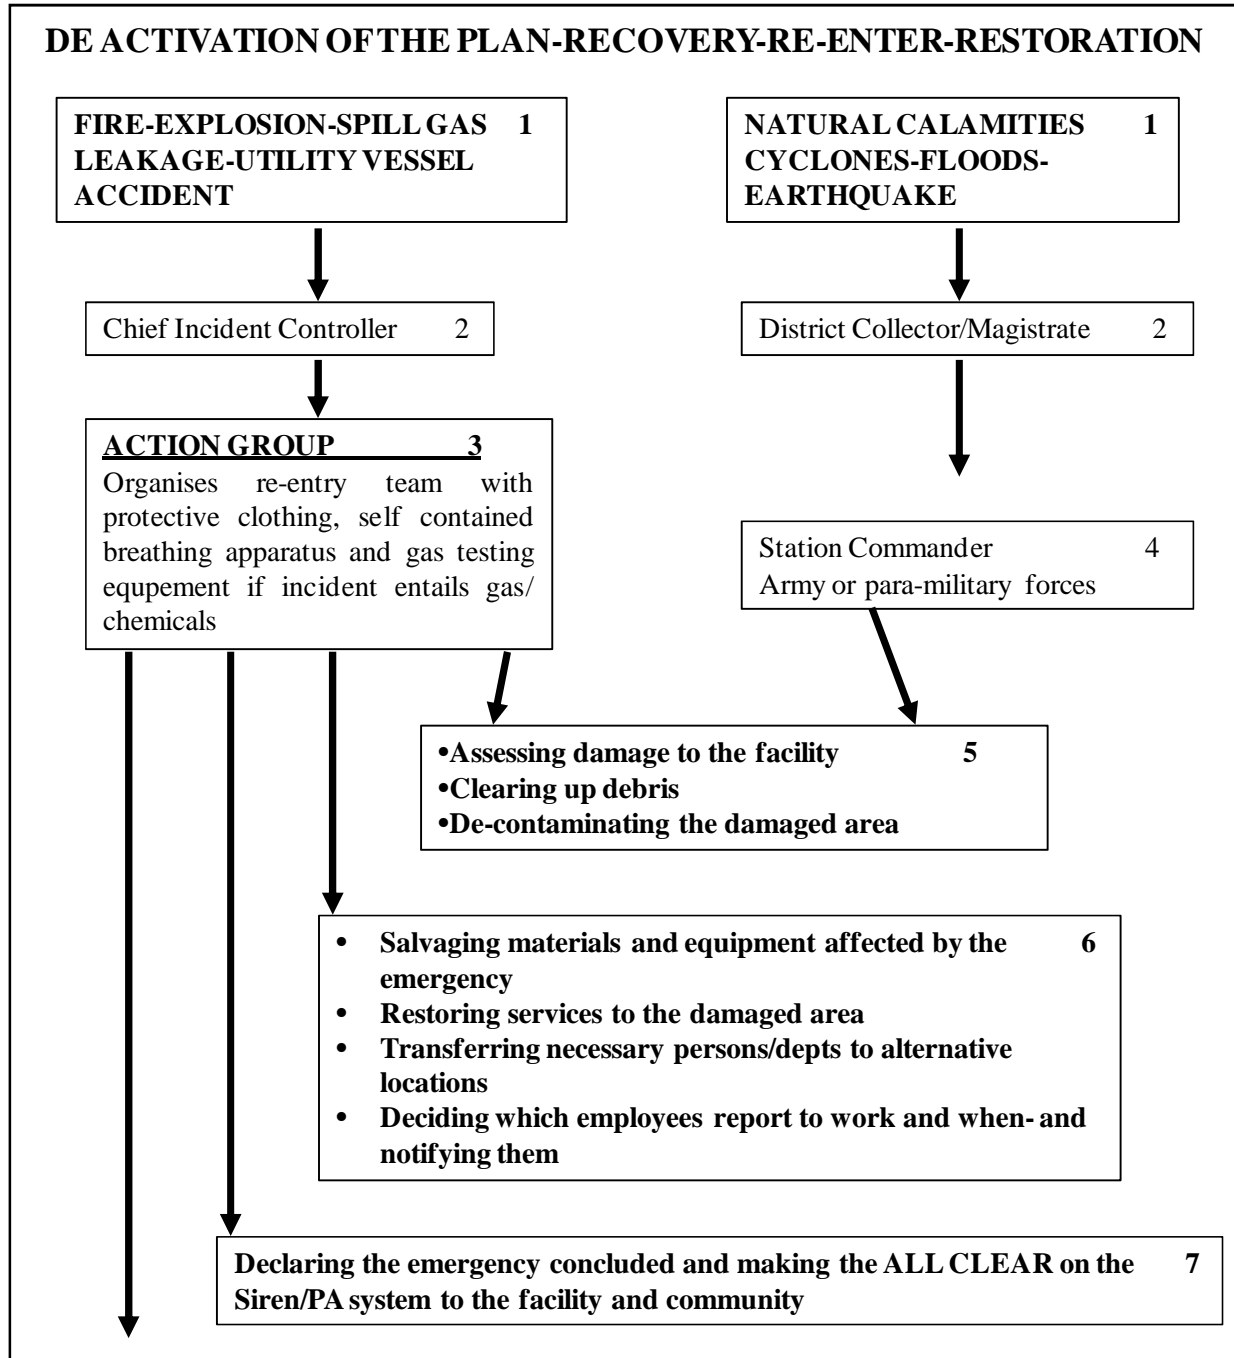 DE ACTIVATION OF THE PLAN-RECOVERY-RE-ENTER-RESTORATION
FIRE-EXPLOSION-SPILL GAS 1
LEAKAGE-UTILITY VESSEL
ACCIDENT
NATURAL CALAMITIES 1
CYCLONES-FLOODS-
EARTHQUAKE
Chief Incident Controller 2
District Collector/Magistrate 2
ACTION GROUP 3
Organises re-entry team with
protective clothing, self contained
breathing apparatus and gas testing
equpement if incident entails gas/
chemicals
Station Commander 4
Army or para-military forces
•Assessing damage to the facility 5
•Clearing up debris
•De-contaminating the damaged area
• Salvaging materials and equipment affected by the 6
emergency
• Restoring services to the damaged area
• Transferring necessary persons/depts to alternative
locations
• Deciding which employees report to work and when- and
notifying them
Declaring the emergency concluded and making the ALL CLEAR on the 7
Siren/PA system to the facility and community